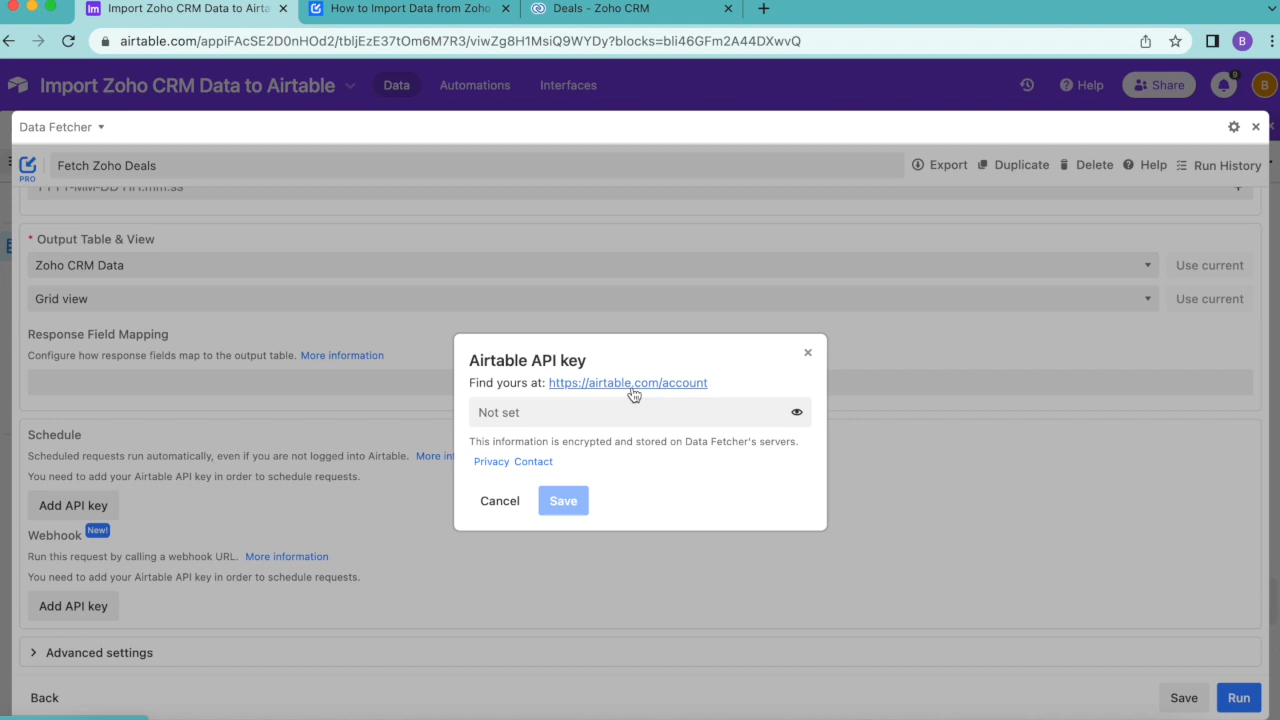 Import Zoho CRM Data to Airta
How to Import Data from Zoho
Deals - Zoho CRM
airtable.com/appiFAcSE2D0nHOd2/tbljEzE37tOm6M7R3/viwZg8H1MsiQ9WYDy?blocks=bli46GFm2A44DXwvQ
B
Import Zoho CRM Data to Airtable
Data
Automations
Interfaces
Help
Share
9
B
Data Fetcher
PRO
Fetch Zoho Deals
Export
Duplicate
Delete
Help
Run History
* Output Table & View
Zoho CRM Data
Use current
Grid view
Use current
Response Field Mapping
Configure how response fields map to the output table. More information
Airtable API key
Find yours at: https://airtable.com/account
Not set
This information is encrypted and stored on Data Fetcher's servers.
Privacy Contact
Cancel
Save
Schedule
Scheduled requests run automatically, even if you are not logged into Airtable. More in
You need to add your Airtable API key in order to schedule requests.
Add API key
Webhook New!
Run this request by calling a webhook URL. More information
You need to add your Airtable API key in order to schedule requests.
Add API key
Advanced settings
Back
Save
Run